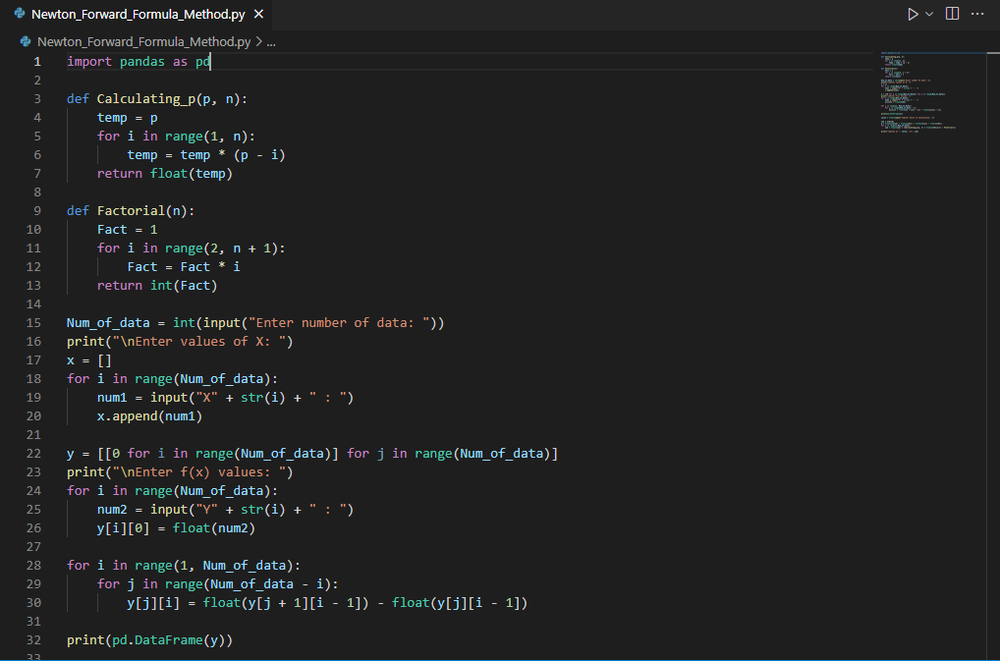 Newton_Forward_Formula_Method.py
Newton_Forward_Formula_Method.py > ...
1 import pandas as pd
2
3 def Calculating_p(p, n):
4     temp = p
5     for i in range(1, n):
6         temp = temp * (p - i)
7     return float(temp)
8
9 def Factorial(n):
10     Fact = 1
11     for i in range(2, n + 1):
12         Fact = Fact * i
13     return int(Fact)
14
15 Num_of_data = int(input("Enter number of data: "))
16 print("\nEnter values of X: ")
17 x = []
18 for i in range(Num_of_data):
19     num1 = input("X" + str(i) + " : ")
20     x.append(num1)
21
22 y = [[0 for i in range(Num_of_data)] for j in range(Num_of_data)]
23 print("\nEnter f(x) values: ")
24 for i in range(Num_of_data):
25     num2 = input("Y" + str(i) + " : ")
26     y[i][0] = float(num2)
27
28 for i in range(1, Num_of_data):
29     for j in range(Num_of_data - i):
30         y[j][i] = float(y[j + 1][i - 1]) - float(y[j][i - 1])
31
32 print(pd.DataFrame(y))
33